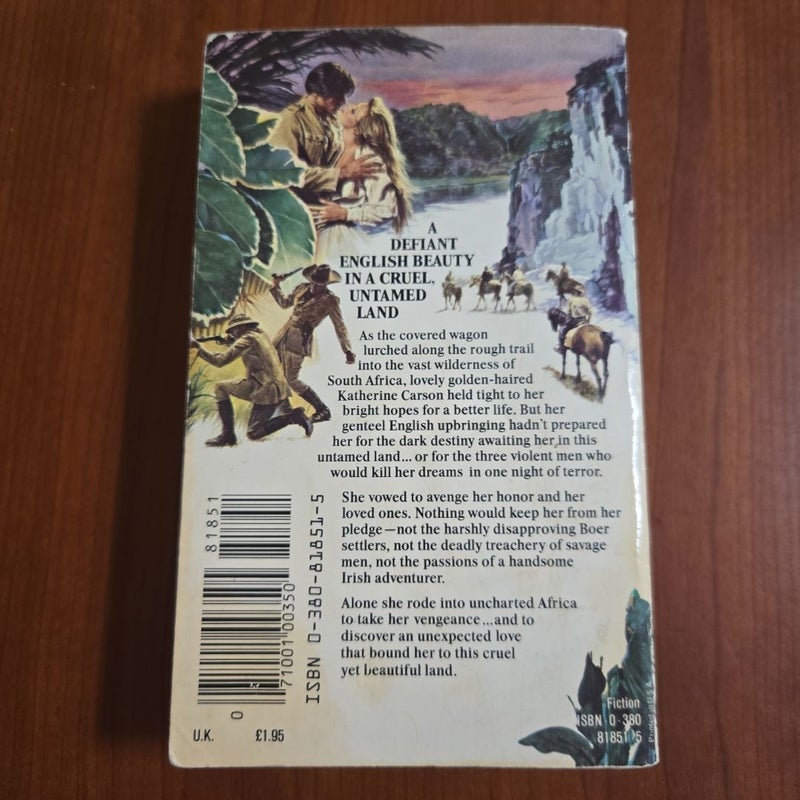 A
DEFIANT
ENGLISH BEAUTY
IN A CRUEL,
UNTAMED
LAND
As the covered wagon
lurched along the rough trail
into the vast wilderness of
South Africa, lovely golden-haired
Katherine Carson held tight to her
bright hopes for a better life. But her
genteel English upbringing hadn't prepared
her for the dark destiny awaiting her in this
untamed land... or for the three violent men who
would kill her dreams in one night of terror.
She vowed to avenge her honor and her
loved ones. Nothing would keep her from her
pledge—not the harshly disapproving Boer
settlers, not the deadly treachery of savage
men, not the passions of a handsome
Irish adventurer.
Alone she rode into uncharted Africa
to take her vengeance...and to
discover an unexpected love
that bound her to this cruel
yet beautiful land.
81851
71001 00350
0
ISBN 0-380-81851-5
U.K. £1.95
Fiction
ISBN 0-380
81851-5
Printed in U.S.A.